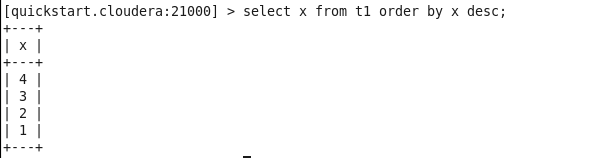 [quickstart.cloudera:21000] > select x from t1 order by x desc;
+---+
| x |
+---+
| 4 |
| 3 |
| 2 |
| 1 |
+---+